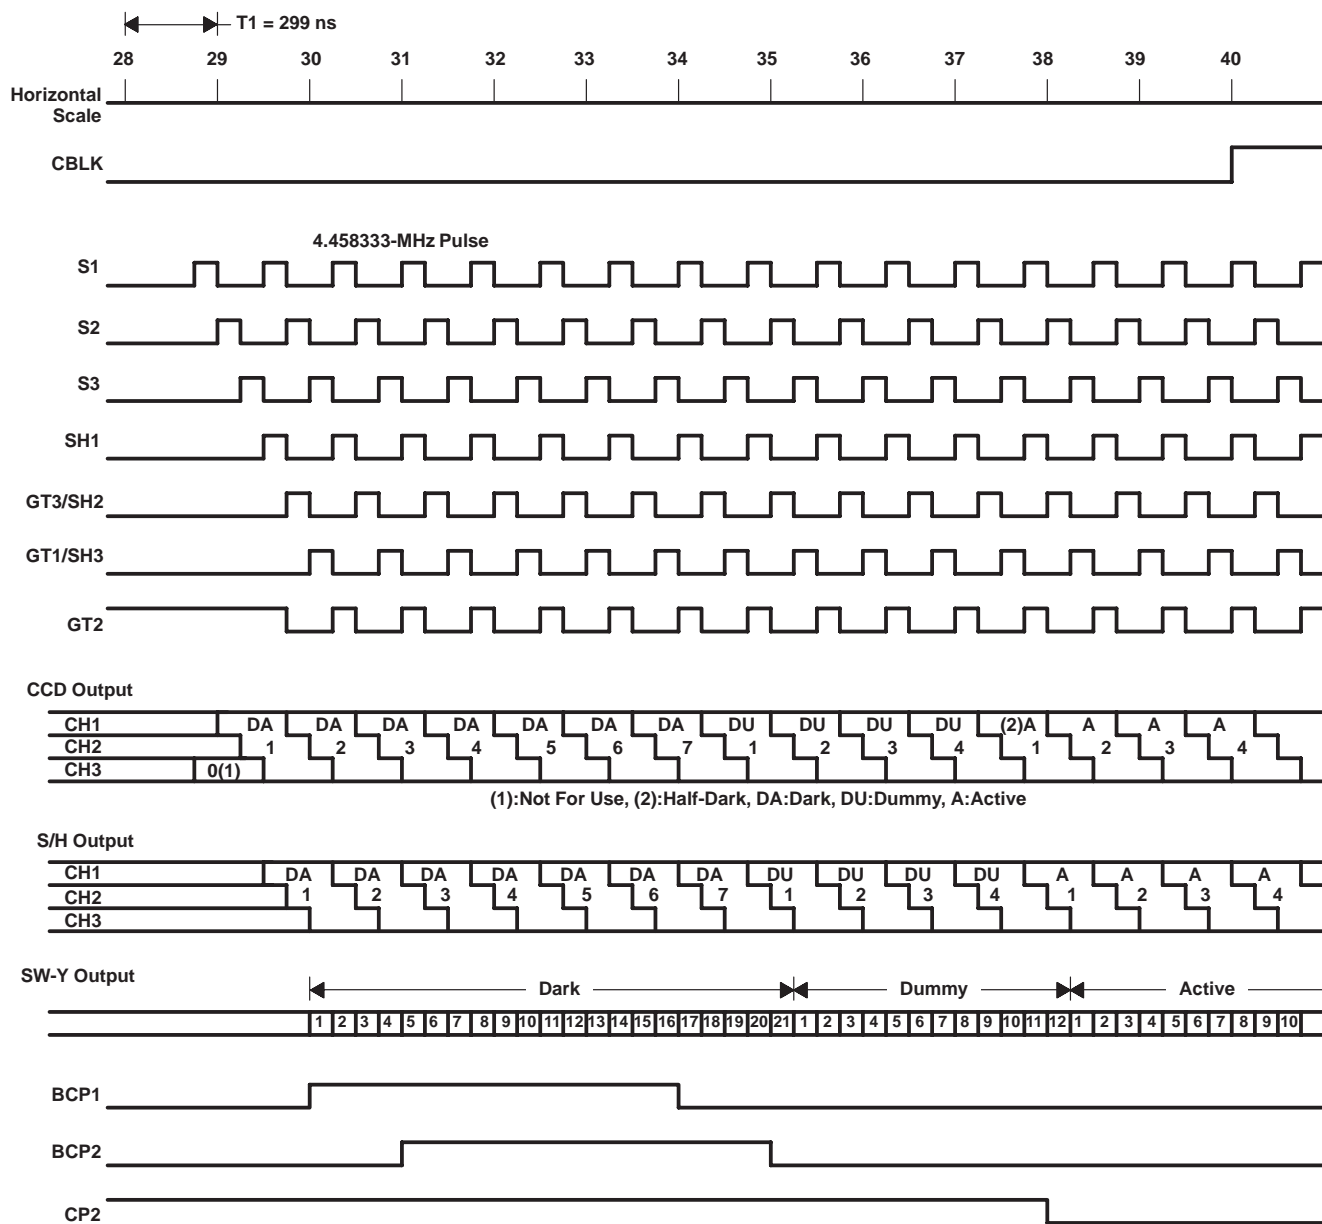 T1 = 299 ns
28 29 30 31 32 33 34 35 36 37 38 39 40
Horizontal
Scale
CBLK
4.458333-MHz Pulse
S1
S2
S3
SH1
GT3/SH2
GT1/SH3
GT2
CCD Output
CH1 DA DA DA DA DA DA DA DU DU DU DU (2)A A A A
CH2 1 2 3 4 5 6 7 1 2 3 4 1 2 3 4
CH3 0(1)
(1):Not For Use, (2):Half-Dark, DA:Dark, DU:Dummy, A:Active
S/H Output
CH1 DA DA DA DA DA DA DA DU DU DU DU A A A A
CH2 1 2 3 4 5 6 7 1 2 3 4 1 2 3 4
CH3
SW-Y Output
Dark Dummy Active
1 2 3 4 5 6 7 8 9 10 11 12 13 14 15 16 17 18 19 20 21 1 2 3 4 5 6 7 8 9 10 11 12 1 2 3 4 5 6 7 8 9 10
BCP1
BCP2
CP2